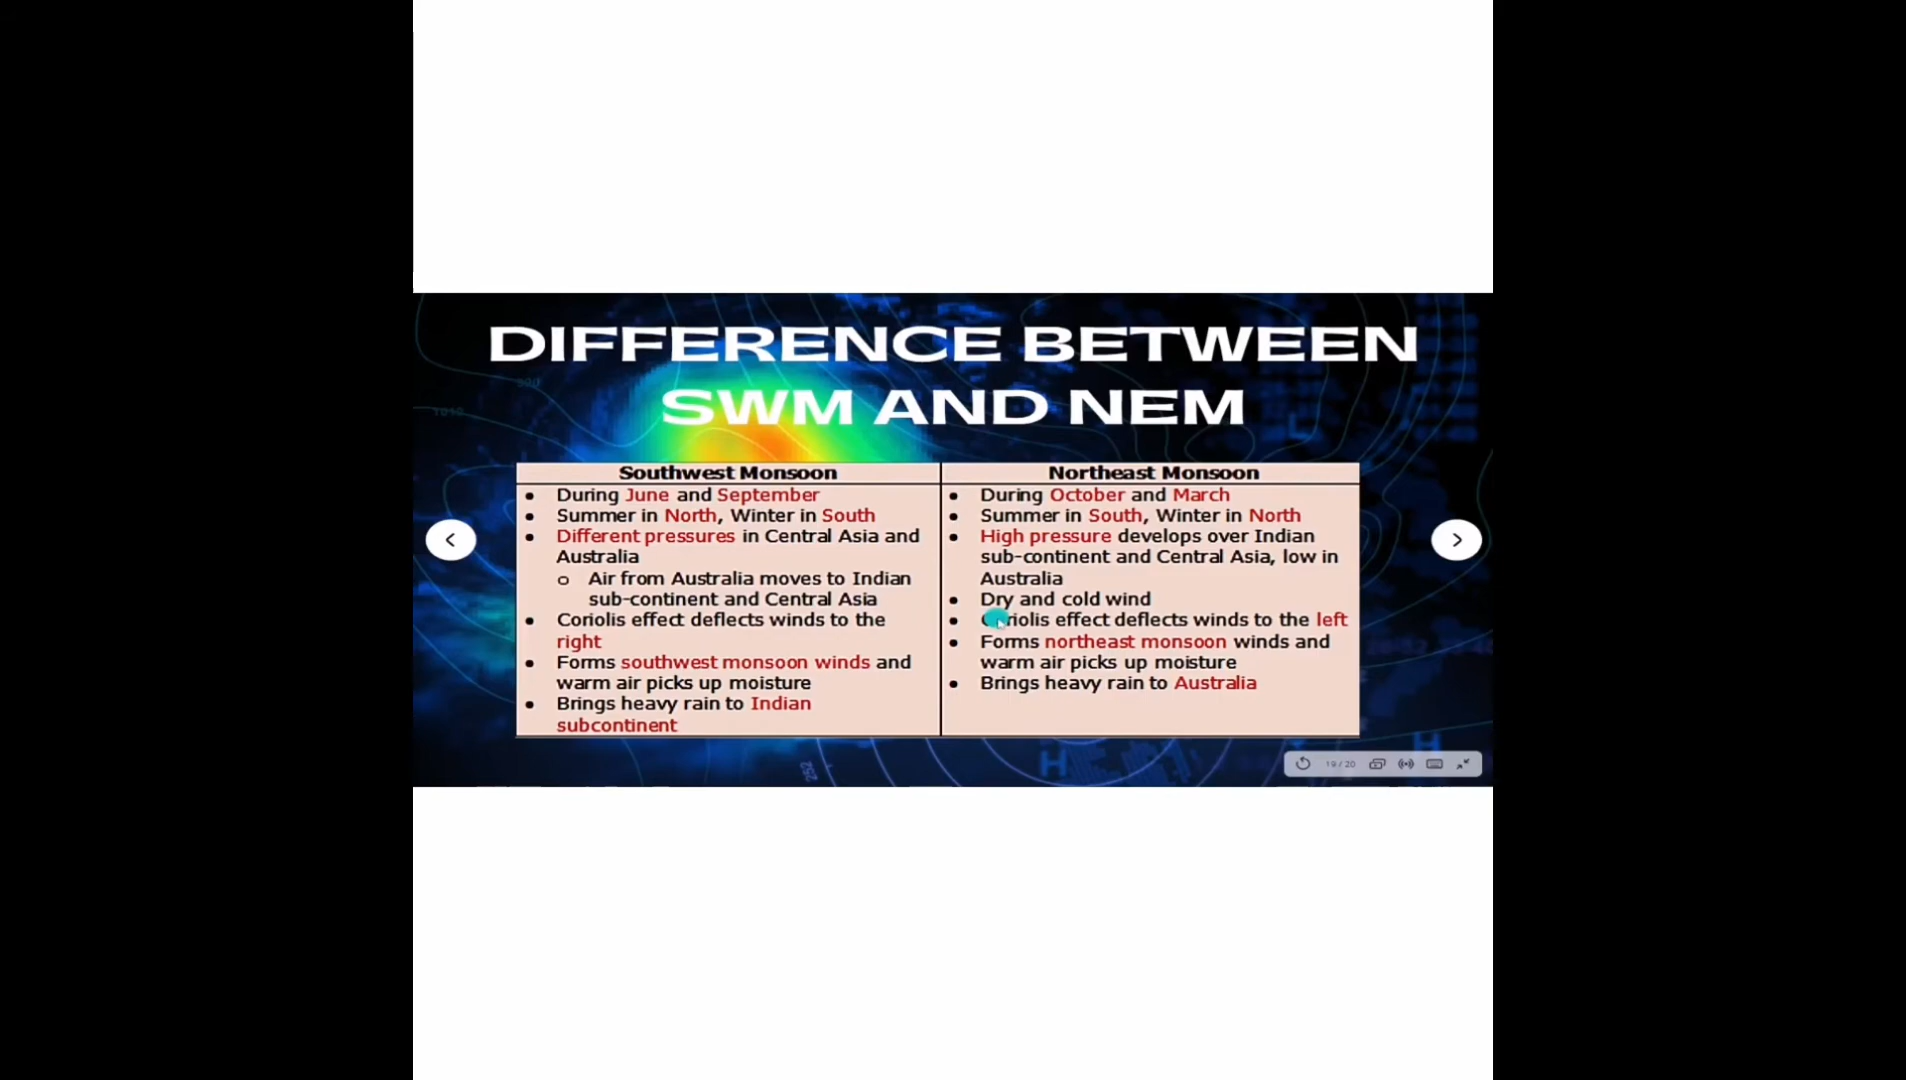 DIFFERENCE BETWEEN
SWM AND NEM
Southwest Monsoon
• During June and September
• Summer in North, Winter in South
• Different pressures in Central Asia and
Australia
o Air from Australia moves to Indian
sub-continent and Central Asia
• Coriolis effect deflects winds to the
right
• Forms southwest monsoon winds and
warm air picks up moisture
• Brings heavy rain to Indian
subcontinent
Northeast Monsoon
• During October and March
• Summer in South, Winter in North
• High pressure develops over Indian
sub-continent and Central Asia, low in
Australia
• Dry and cold wind
• Coriolis effect deflects winds to the left
• Forms northeast monsoon winds and
warm air picks up moisture
• Brings heavy rain to Australia
H
H
L
252
1012
19 / 20